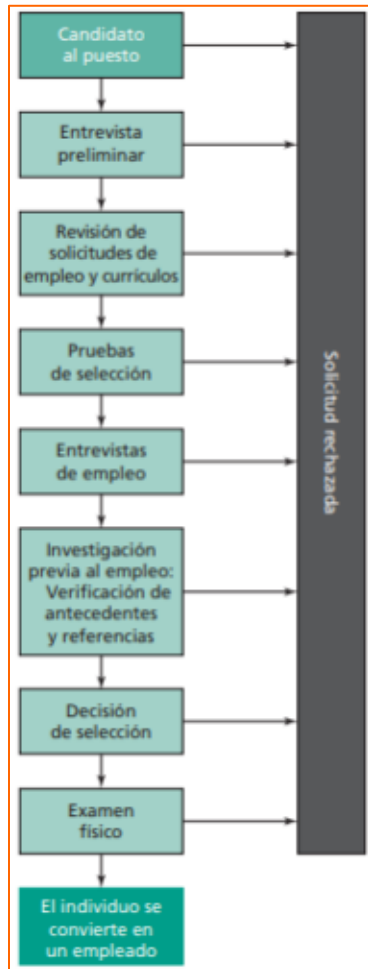 Candidato
al puesto
Entrevista
preliminar
Revisión de
solicitudes de
empleo y currículos
Pruebas
de selección
Entrevistas
de empleo
Investigación
previa al empleo:
Verificación de
antecedentes
y referencias
Decisión
de selección
Examen
físico
El individuo se
convierte en
un empleado
Solicitud rechazada